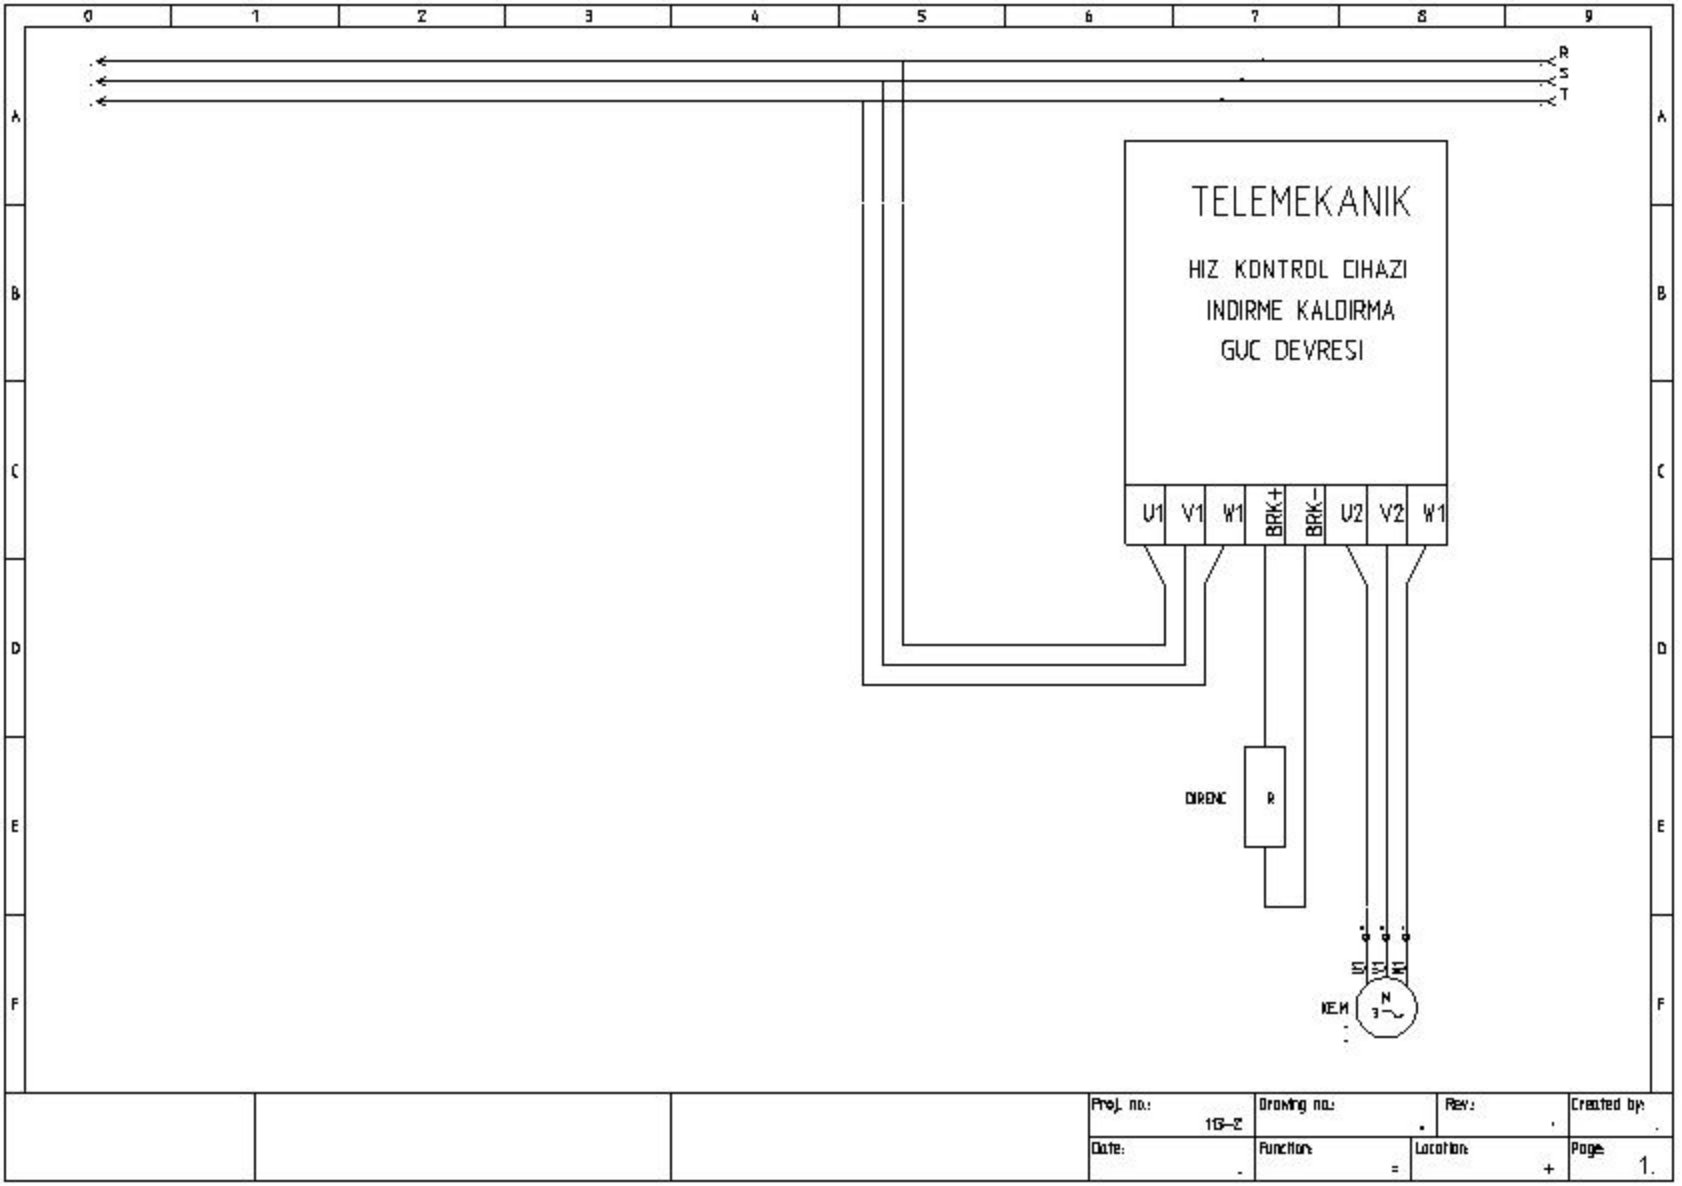 0 1 2 3 4 5 6 7 8 9
R
S
T
A A
TELEMEKANIK
HIZ KONTROL CIHAZI
B B
INDIRME KALDIRMA
GUC DEVRESI
C C
U1 V1 W1 BRK+ BRK- U2 V2 W1
D D
DIRENC R
E E
U1 V1 W1
KE.M M
3~
F F
Proj. no.: Drawing no.: Rev.: Created by:
Date: Function: = Location: + Page: 1.